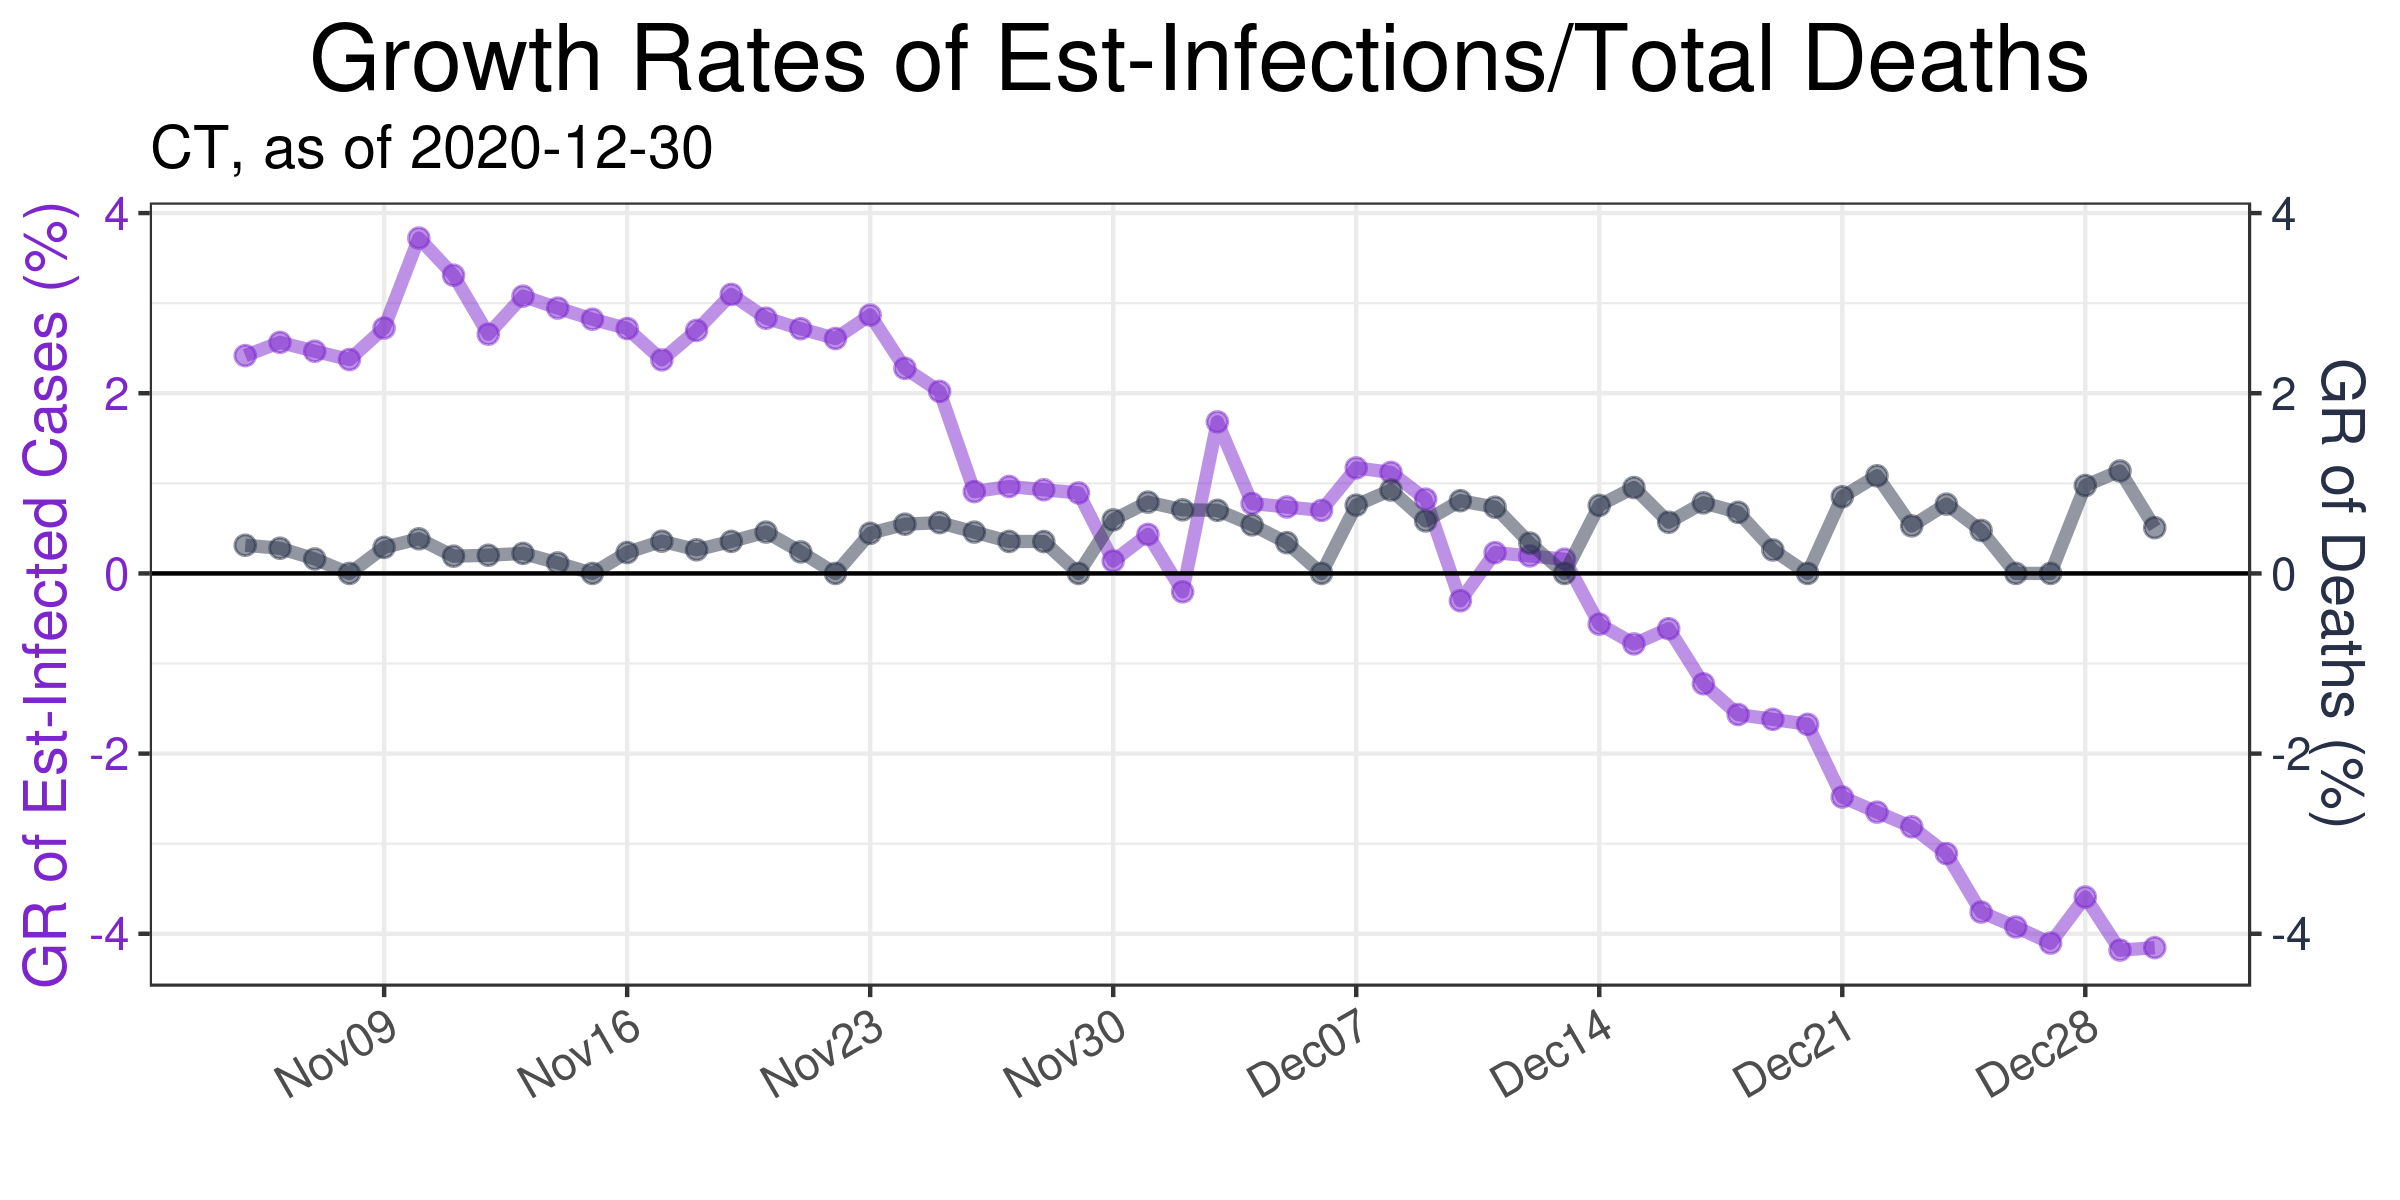 Growth Rates of Est-Infections/Total Deaths
CT, as of 2020-12-30
GR of Est-Infected Cases (%)
4
2
0
-2
-4
4
2
0
-2
-4
GR of Deaths (%)
Nov09
Nov16
Nov23
Nov30
Dec07
Dec14
Dec21
Dec28